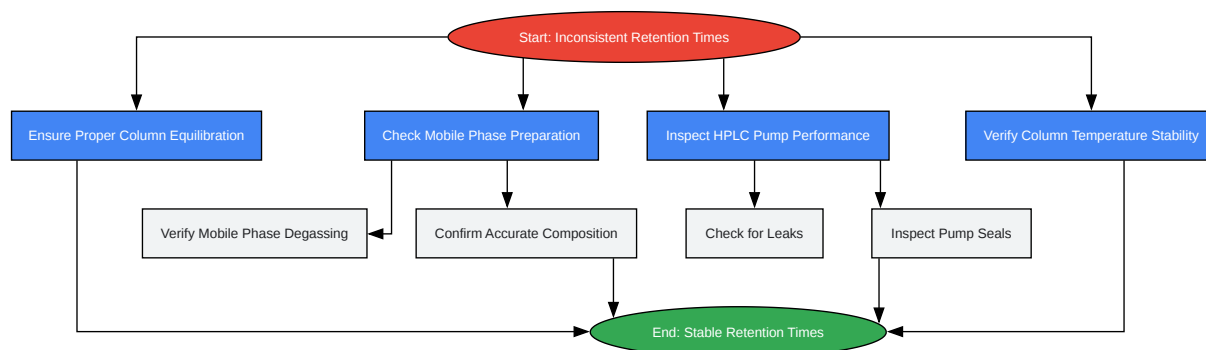 Start: Inconsistent Retention Times
Ensure Proper Column Equilibration
Check Mobile Phase Preparation
Inspect HPLC Pump Performance
Verify Column Temperature Stability
Verify Mobile Phase Degassing
Confirm Accurate Composition
Check for Leaks
Inspect Pump Seals
End: Stable Retention Times